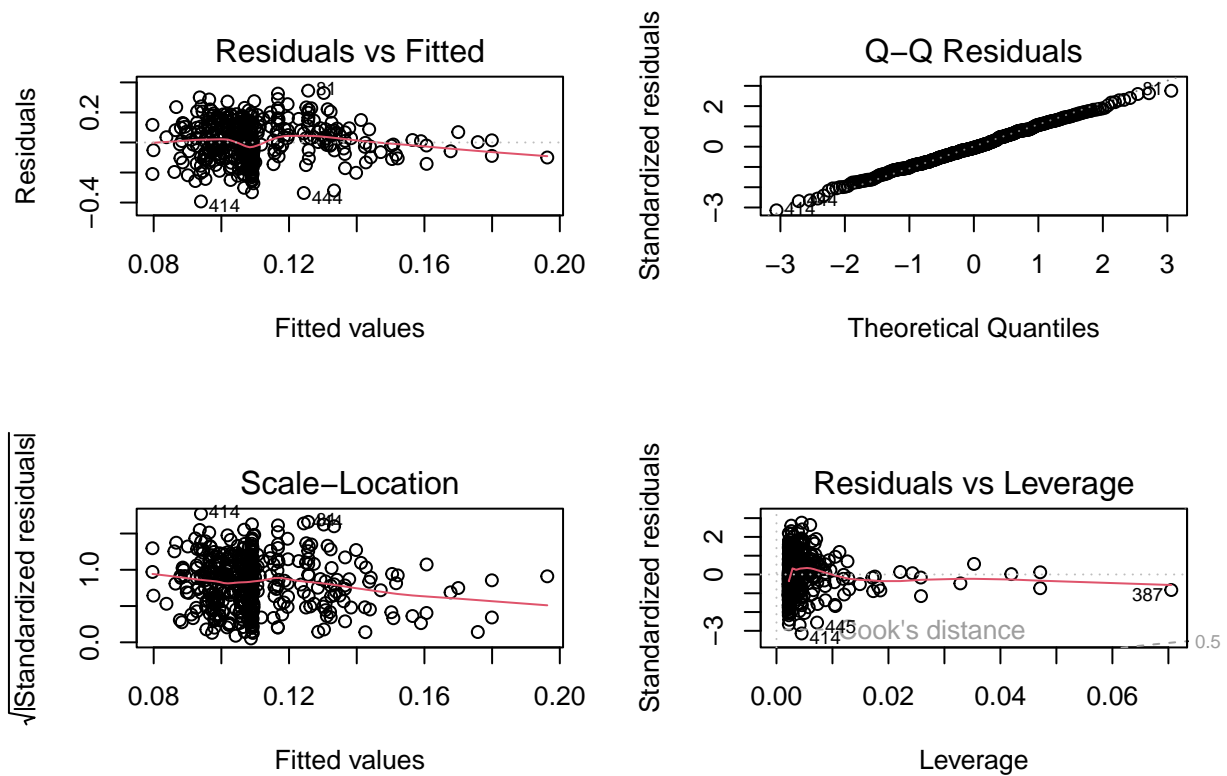 Residuals vs Fitted
Residuals
0.2
−0.4
81
444
414
0.08 0.12 0.16 0.20
Fitted values
Q−Q Residuals
Standardized residuals
2
0
−3
81
444
414
−3 −2 −1 0 1 2 3
Theoretical Quantiles
Scale−Location
√|Standardized residuals|
1.0
0.0
414
81
0.08 0.12 0.16 0.20
Fitted values
Residuals vs Leverage
Standardized residuals
2
0
−3
387
445
414
Cook's distance
0.5
0.00 0.02 0.04 0.06
Leverage